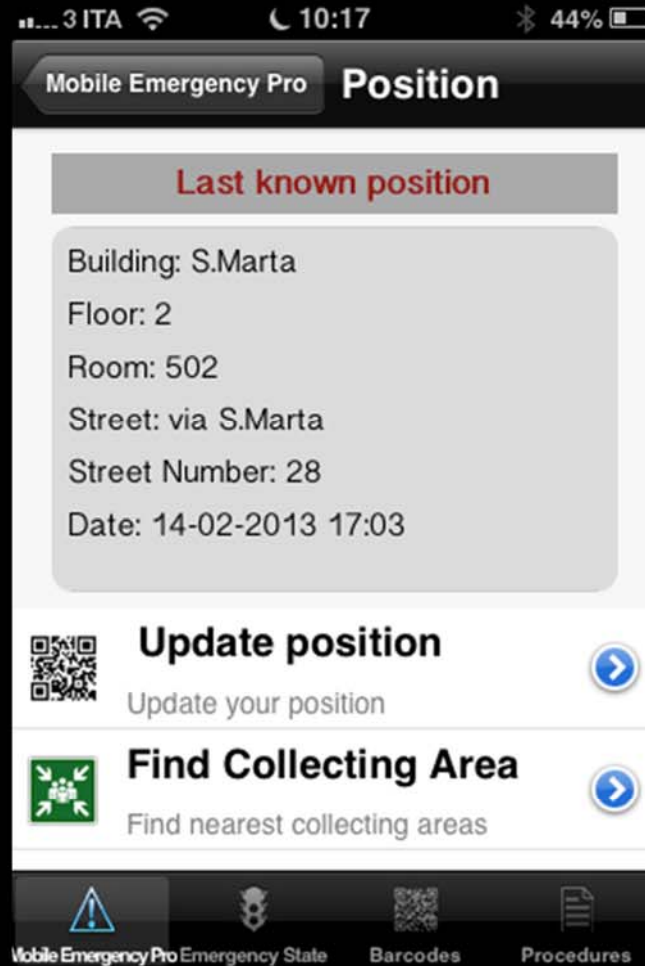 3 ITA 10:17 44%
Mobile Emergency Pro Position
Last known position
Building: S.Marta
Floor: 2
Room: 502
Street: via S.Marta
Street Number: 28
Date: 14-02-2013 17:03
Update position
Update your position
Find Collecting Area
Find nearest collecting areas
Mobile Emergency Pro Emergency State Barcodes Procedures